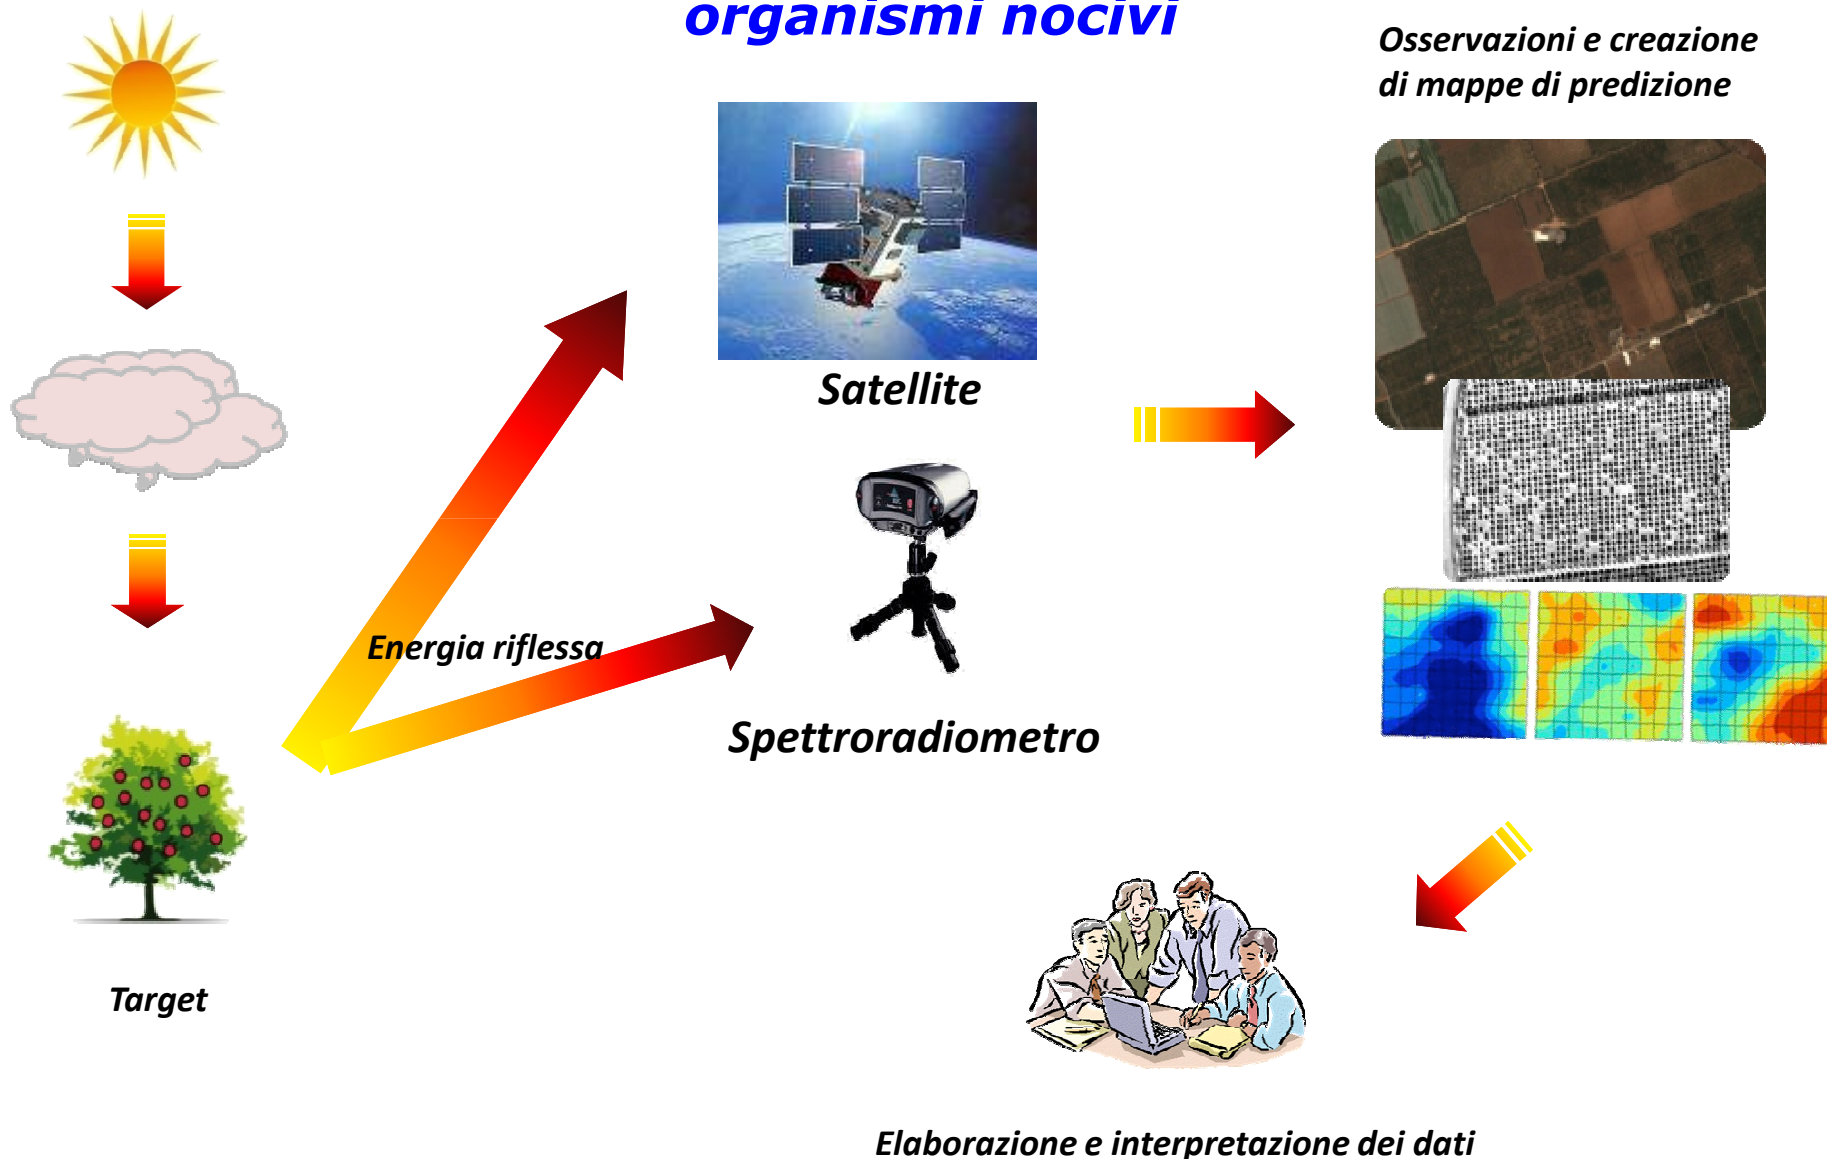 organismi nocivi
Osservazioni e creazione
di mappe di predizione
Satellite
Energia riflessa
Spettroradiometro
Target
Elaborazione e interpretazione dei dati